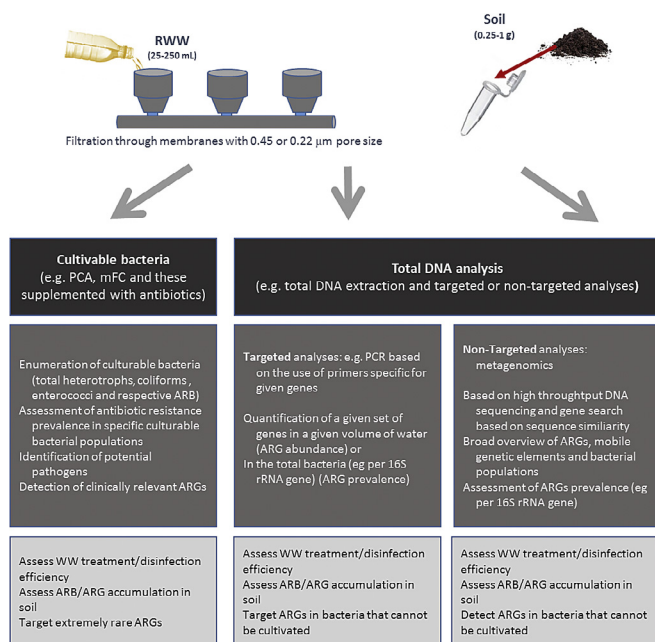 RWW
(25-250 mL)
Soil
(0.25-1 g)
Filtration through membranes with 0.45 or 0.22 µm pore size
Cultivable bacteria
(e.g. PCA, mFC and these
supplemented with antibiotics)
Total DNA analysis
(e.g. total DNA extraction and targeted or non-targeted analyses)
Enumeration of culturable bacteria
(total heterotrophs, coliforms,
enterococci and respective ARB)
Assessment of antibiotic resistance
prevalence in specific culturable
bacterial populations
Identification of potential
pathogens
Detection of clinically relevant ARGs
Targeted analyses: e.g. PCR based
on the use of primers specific for
given genes
Quantification of a given set of
genes in a given volume of water
(ARG abundance) or
In the total bacteria (eg per 16S
rRNA gene) (ARG prevalence)
Non-Targeted analyses:
metagenomics
Based on high throughtput DNA
sequencing and gene search
based on sequence similiarity
Broad overview of ARGs, mobile
genetic elements and bacterial
populations
Assessment of ARGs prevalence (eg
per 16S rRNA gene)
Assess WW treatment/disinfection
efficiency
Assess ARB/ARG accumulation in
soil
Target extremely rare ARGs
Assess WW treatment/disinfection
efficiency
Assess ARB/ARG accumulation in
soil
Target ARGs in bacteria that cannot
be cultivated
Assess WW treatment/disinfection
efficiency
Assess ARB/ARG accumulation in
soil
Detect ARGs in bacteria that cannot
be cultivated